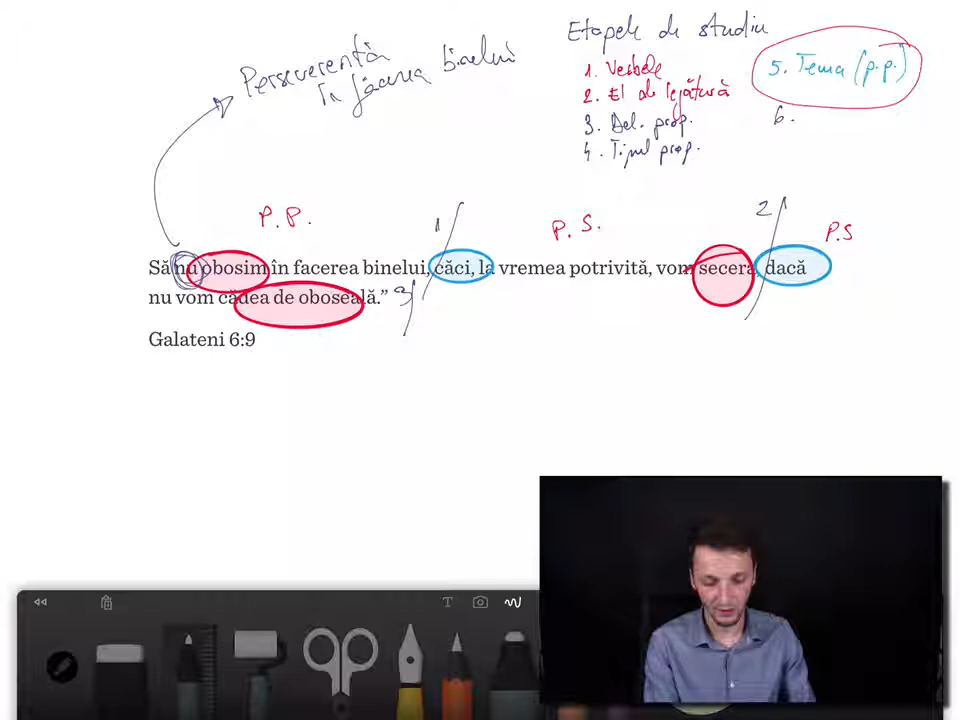 Etapele de studiu
Perseverență
în facerea binelui
1. Verbele
2. El de legătură
3. Del. prop.
4. Tipul prop.
5. Tema (p.p.)
6.
P.P.
1
P.S.
2
P.S
Să nu obosim în facerea binelui, căci, la vremea potrivită, vom secera, dacă
nu vom cădea de oboseală.”
3
Galateni 6:9
T